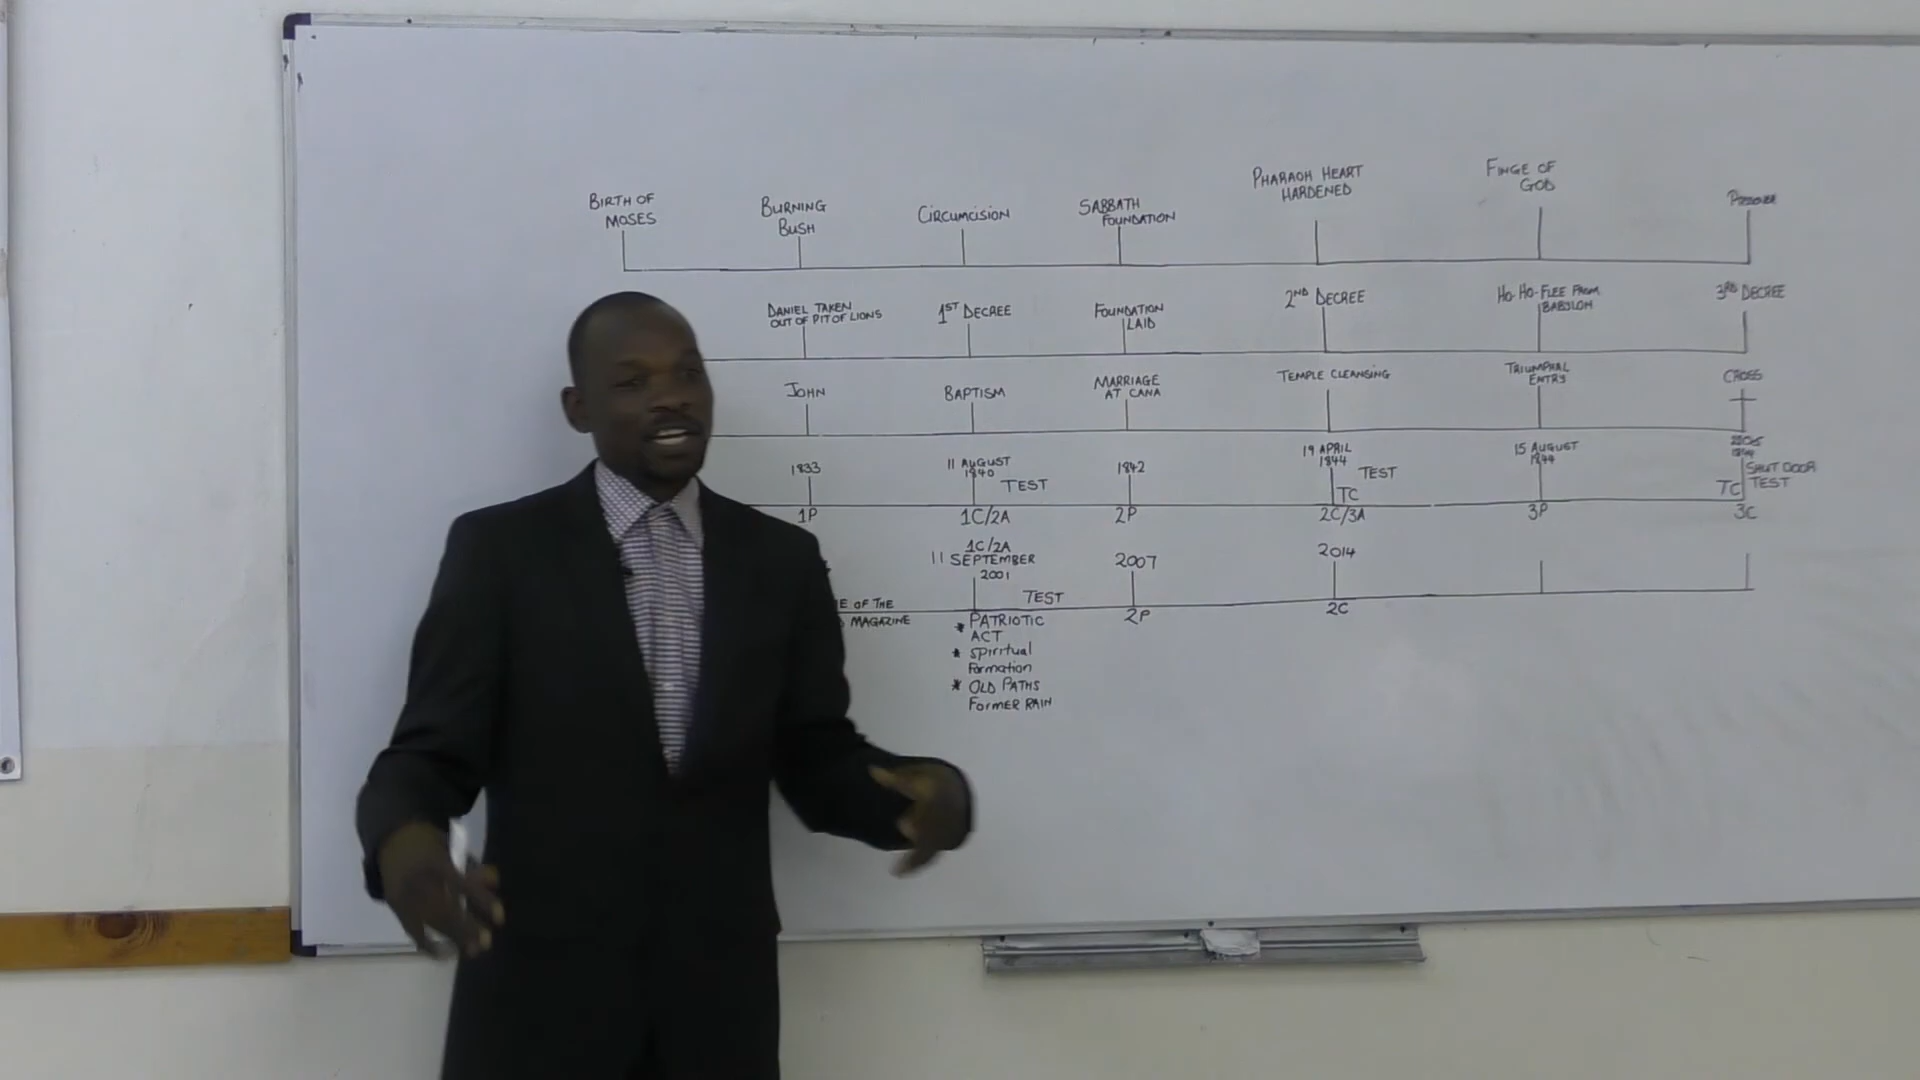 BIRTH OF
MOSES
BURNING
BUSH
CIRCUMCISION
SABBATH
FOUNDATION
PHARAOH HEART
HARDENED
FINGE OF
GOD
DANIEL TAKEN
OUT OF PIT OF LIONS
1ST DECREE
FOUNDATION
LAID
2ND DECREE
HO-HO-FLEE FROM
BABYLON
3RD DECREE
JOHN
BAPTISM
MARRIAGE
AT CANA
TEMPLE CLEANSING
TRIUMPHAL
ENTRY
CROSS
1833
11 AUGUST
1840
TEST
1842
19 APRIL
1844
TEST
TC
15 AUGUST
1844
SHUT DOOR
TEST
TC
1P
1C/2A
2P
2C/3A
3P
3C
1C/2A
11 SEPTEMBER
2001
TEST
2007
2014
E OF THE
MAGAZINE
2P
2C
* PATRIOTIC
ACT
* Spiritual
Formation
* OLD PATHS
FORMER RAIN